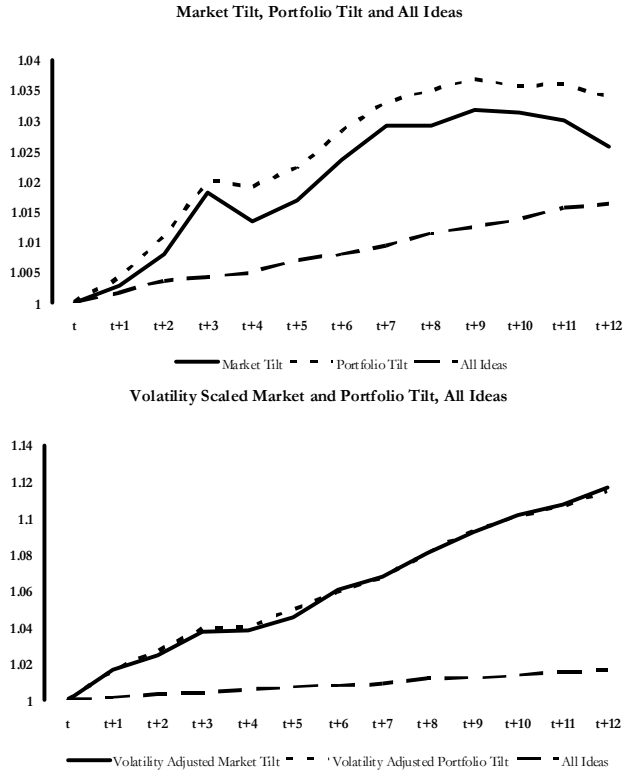 Market Tilt, Portfolio Tilt and All Ideas
1.04
1.035
1.03
1.025
1.02
1.015
1.01
1.005
1
t t+1 t+2 t+3 t+4 t+5 t+6 t+7 t+8 t+9 t+10 t+11 t+12
Market Tilt Portfolio Tilt All Ideas
Volatility Scaled Market and Portfolio Tilt, All Ideas
1.14
1.12
1.1
1.08
1.06
1.04
1.02
1
t t+1 t+2 t+3 t+4 t+5 t+6 t+7 t+8 t+9 t+10 t+11 t+12
Volatility Adjusted Market Tilt Volatility Adjusted Portfolio Tilt All Ideas